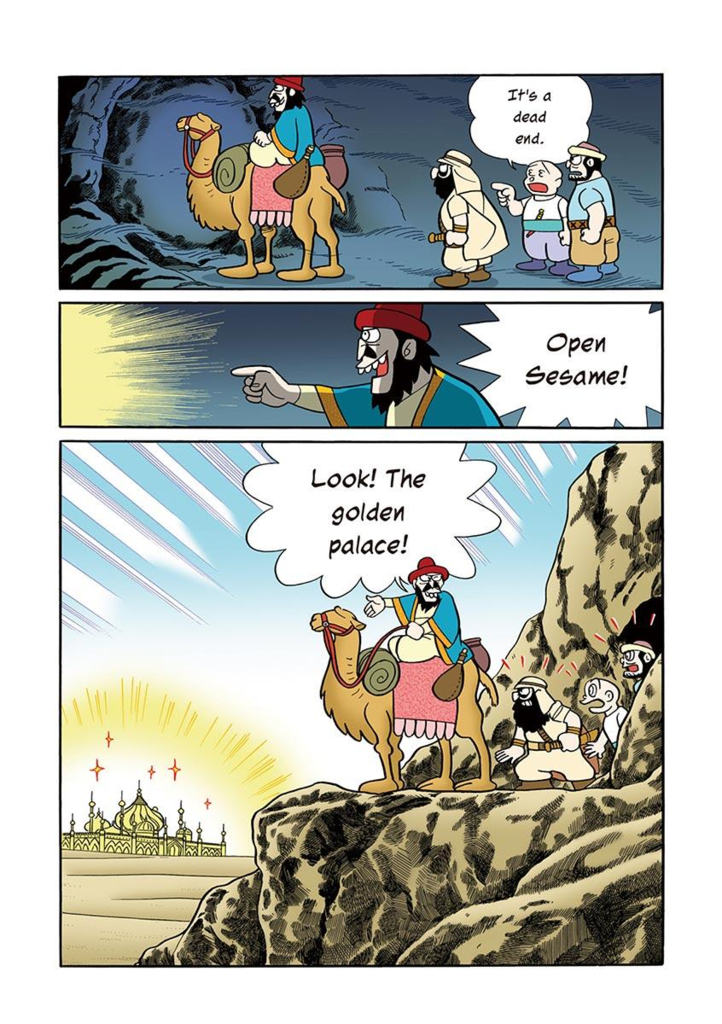 It's a
dead
end.
Open
Sesame!
Look! The
golden
palace!